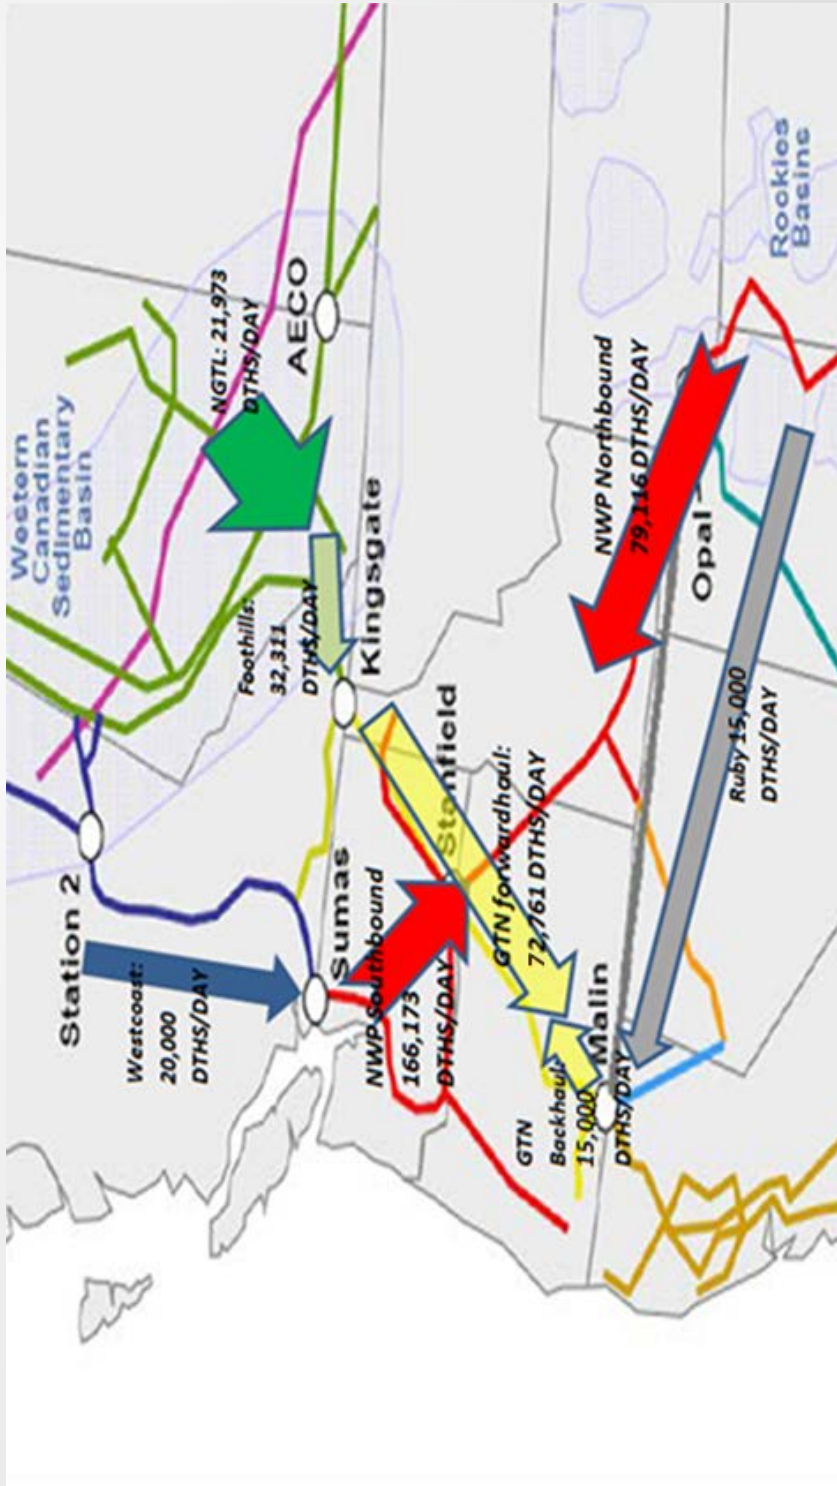 Western
Canadian
Sedimentary
Basin
Station 2
Westcoast:
20,000
DTHS/DAY
NGTL: 21,973
DTHS/DAY
AECO
Foothills:
32,311
DTHS/DAY
Kingsgate
Sumas
NWP Southbound
166,173
DTHS/DAY
Stanfield
GTN forwardhaul:
72,761 DTHS/DAY
GTN
Backhaul:
15,000
DTHS/DAY
Malin
NWP Northbound
79,116 DTHS/DAY
Opal
Ruby 15,000
DTHS/DAY
Rockies
Basins